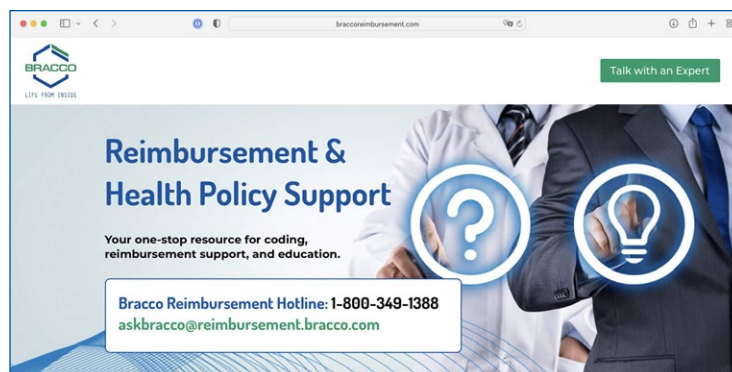 braccoreimbursement.com
BRACCO
LIFE FROM INSIDE
Talk with an Expert
Reimbursement &
Health Policy Support
Your one-stop resource for coding,
reimbursement support, and education.
Bracco Reimbursement Hotline: 1-800-349-1388
askbracco@reimbursement.bracco.com